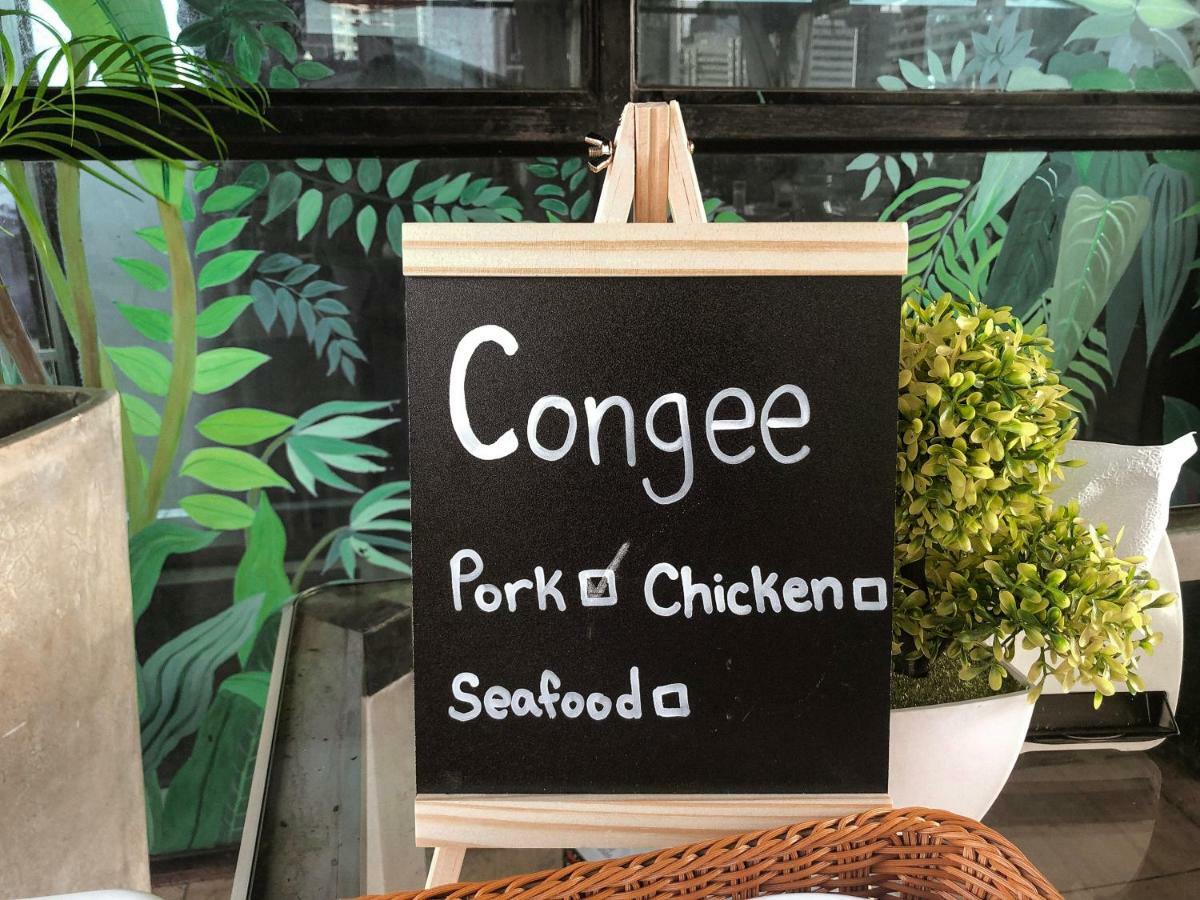 Congee
Pork ☑ Chicken ☐
Seafood ☐